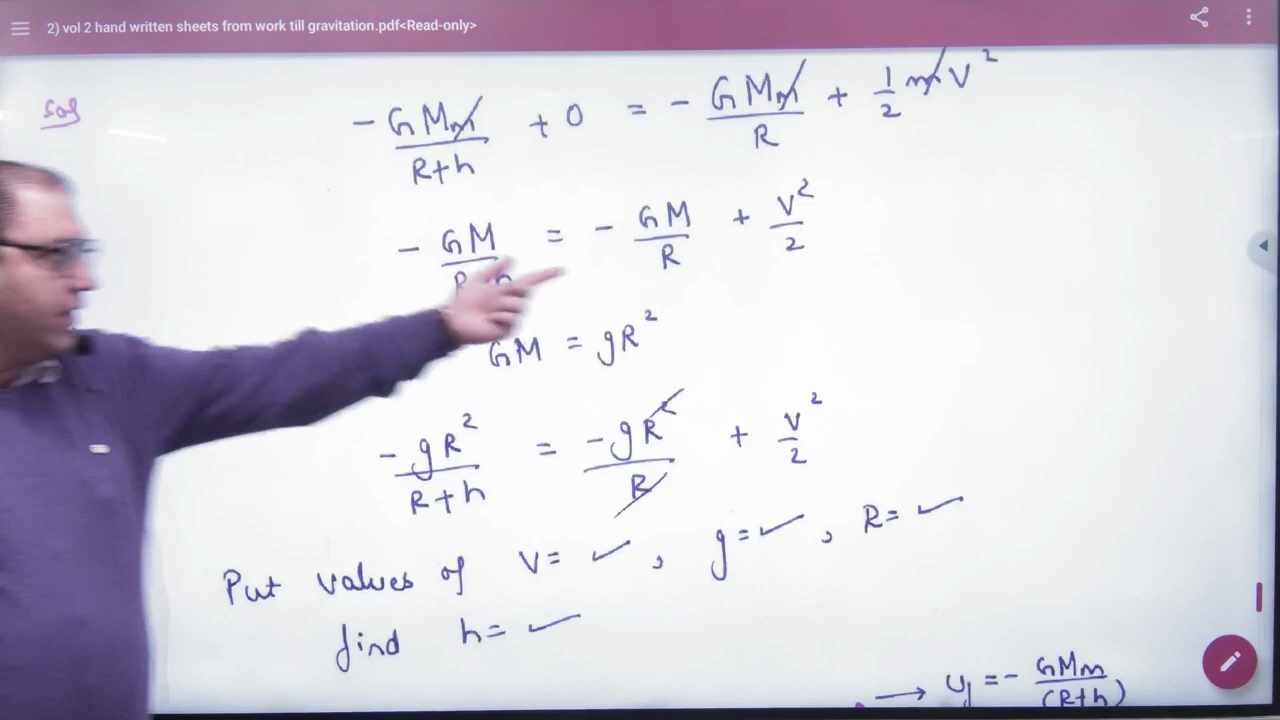 2) vol 2 hand written sheets from work till gravitation.pdf<Read-only>
Sol
- GMm/R+h + 0 = - GMm/R + 1/2 mv²
- GM/R+h = - GM/R + v²/2
GM = gR²
- gR²/R+h = - gR²/R + v²/2
Put values of v= ✓, g=✓, R= ✓
find h= ✓
→ U₁ = - GMm/(R+h)